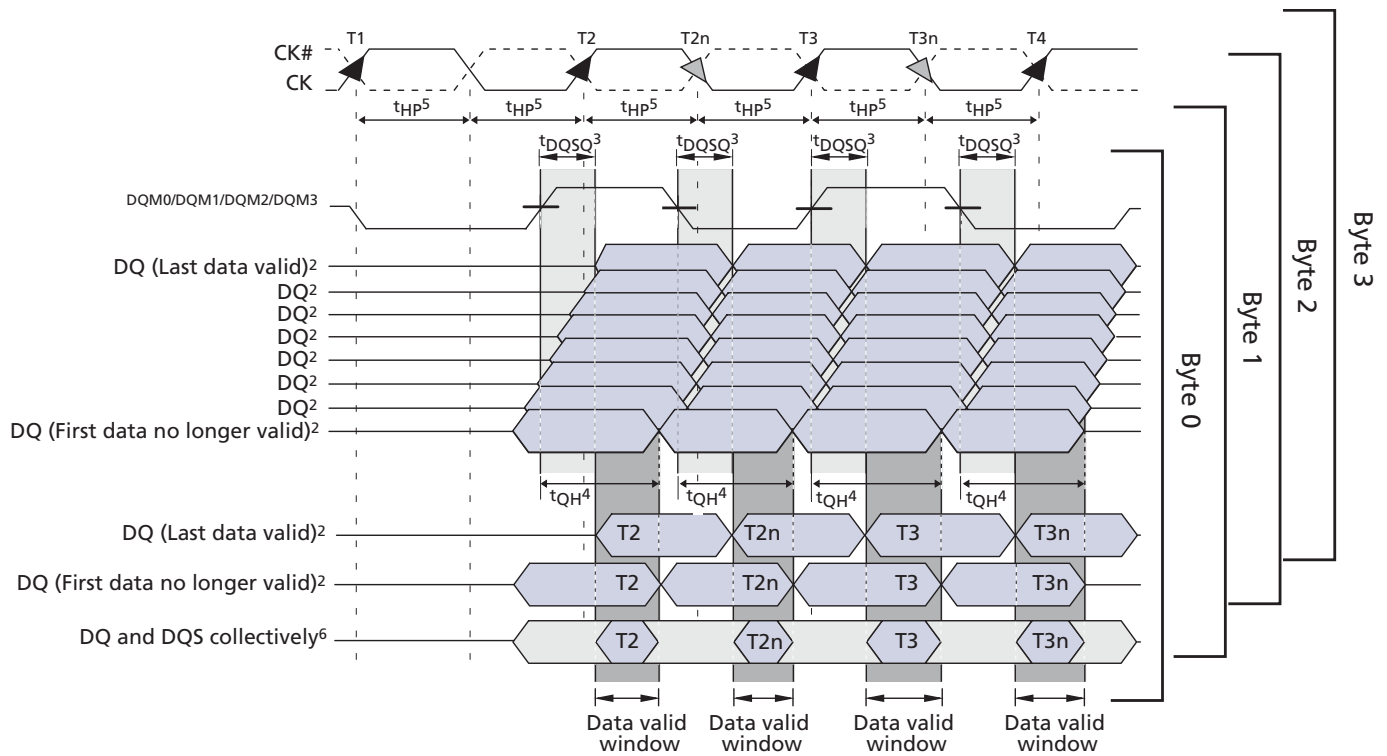 T1 T2 T2n T3 T3n T4
CK#
CK
tHP5 tHP5 tHP5 tHP5 tHP5 tHP5
tDQSQ3 tDQSQ3 tDQSQ3 tDQSQ3
DQM0/DQM1/DQM2/DQM3
DQ (Last data valid)2
DQ2
DQ2
DQ2
DQ2
DQ2
DQ2
DQ (First data no longer valid)2
tQH4 tQH4 tQH4 tQH4
DQ (Last data valid)2 T2 T2n T3 T3n
DQ (First data no longer valid)2 T2 T2n T3 T3n
DQ and DQS collectively6 T2 T2n T3 T3n
Data valid window
Data valid window
Data valid window
Data valid window
Byte 0
Byte 1
Byte 2
Byte 3